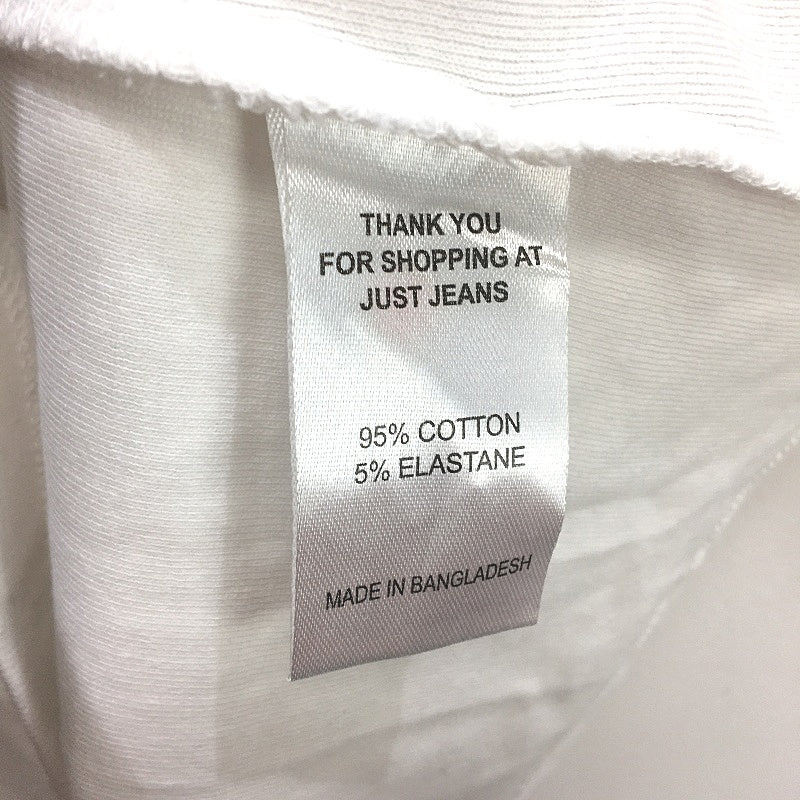 THANK YOU
FOR SHOPPING AT
JUST JEANS
95% COTTON
5% ELASTANE
MADE IN BANGLADESH